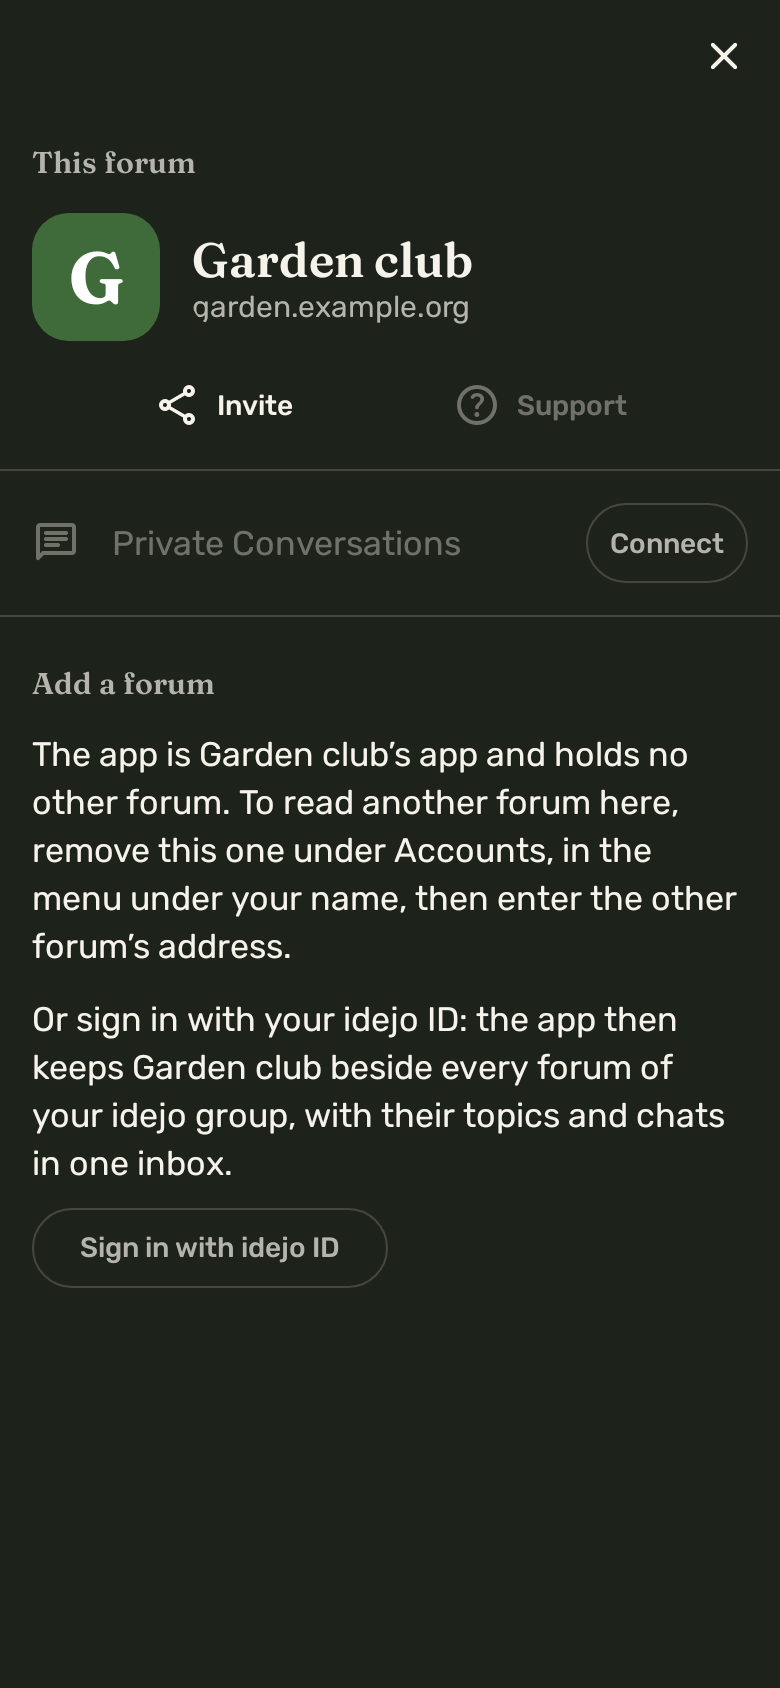 This forum
G
Garden club
garden.example.org
Invite
Support
Private Conversations
Connect
Add a forum
The app is Garden club’s app and holds no
other forum. To read another forum here,
remove this one under Accounts, in the
menu under your name, then enter the other
forum’s address.
Or sign in with your idejo ID: the app then
keeps Garden club beside every forum of
your idejo group, with their topics and chats
in one inbox.
Sign in with idejo ID